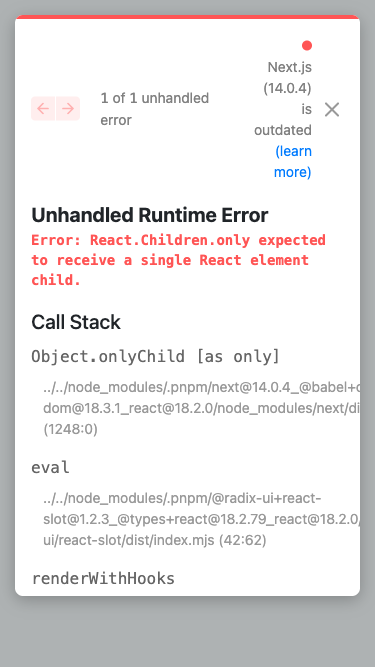 1 of 1 unhandled
error
Next.js
(14.0.4)
is
outdated
(learn
more)
Unhandled Runtime Error
Error: React.Children.only expected
to receive a single React element
child.
Call Stack
Object.onlyChild [as only]
../../node_modules/.pnpm/next@14.0.4_@babel+
dom@18.3.1_react@18.2.0/node_modules/next/di
(1248:0)
eval
../../node_modules/.pnpm/@radix-ui+react-
slot@1.2.3_@types+react@18.2.79_react@18.2.0/
ui/react-slot/dist/index.mjs (42:62)
renderWithHooks